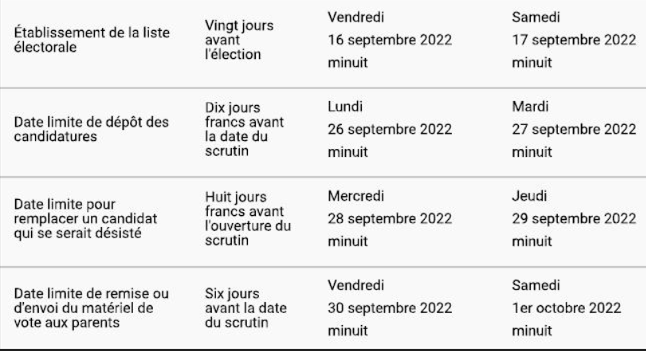 Établissement de la liste
électorale
Vingt jours
avant
l'élection
Vendredi
16 septembre 2022
minuit
Samedi
17 septembre 2022
minuit
Date limite de dépôt des
candidatures
Dix jours
francs avant
la date du
scrutin
Lundi
26 septembre 2022
minuit
Mardi
27 septembre 2022
minuit
Date limite pour
remplacer un candidat
qui se serait désisté
Huit jours
francs avant
l'ouverture du
scrutin
Mercredi
28 septembre 2022
minuit
Jeudi
29 septembre 2022
minuit
Date limite de remise ou
d'envoi du matériel de
vote aux parents
Six jours
avant la date
du scrutin
Vendredi
30 septembre 2022
minuit
Samedi
1er octobre 2022
minuit